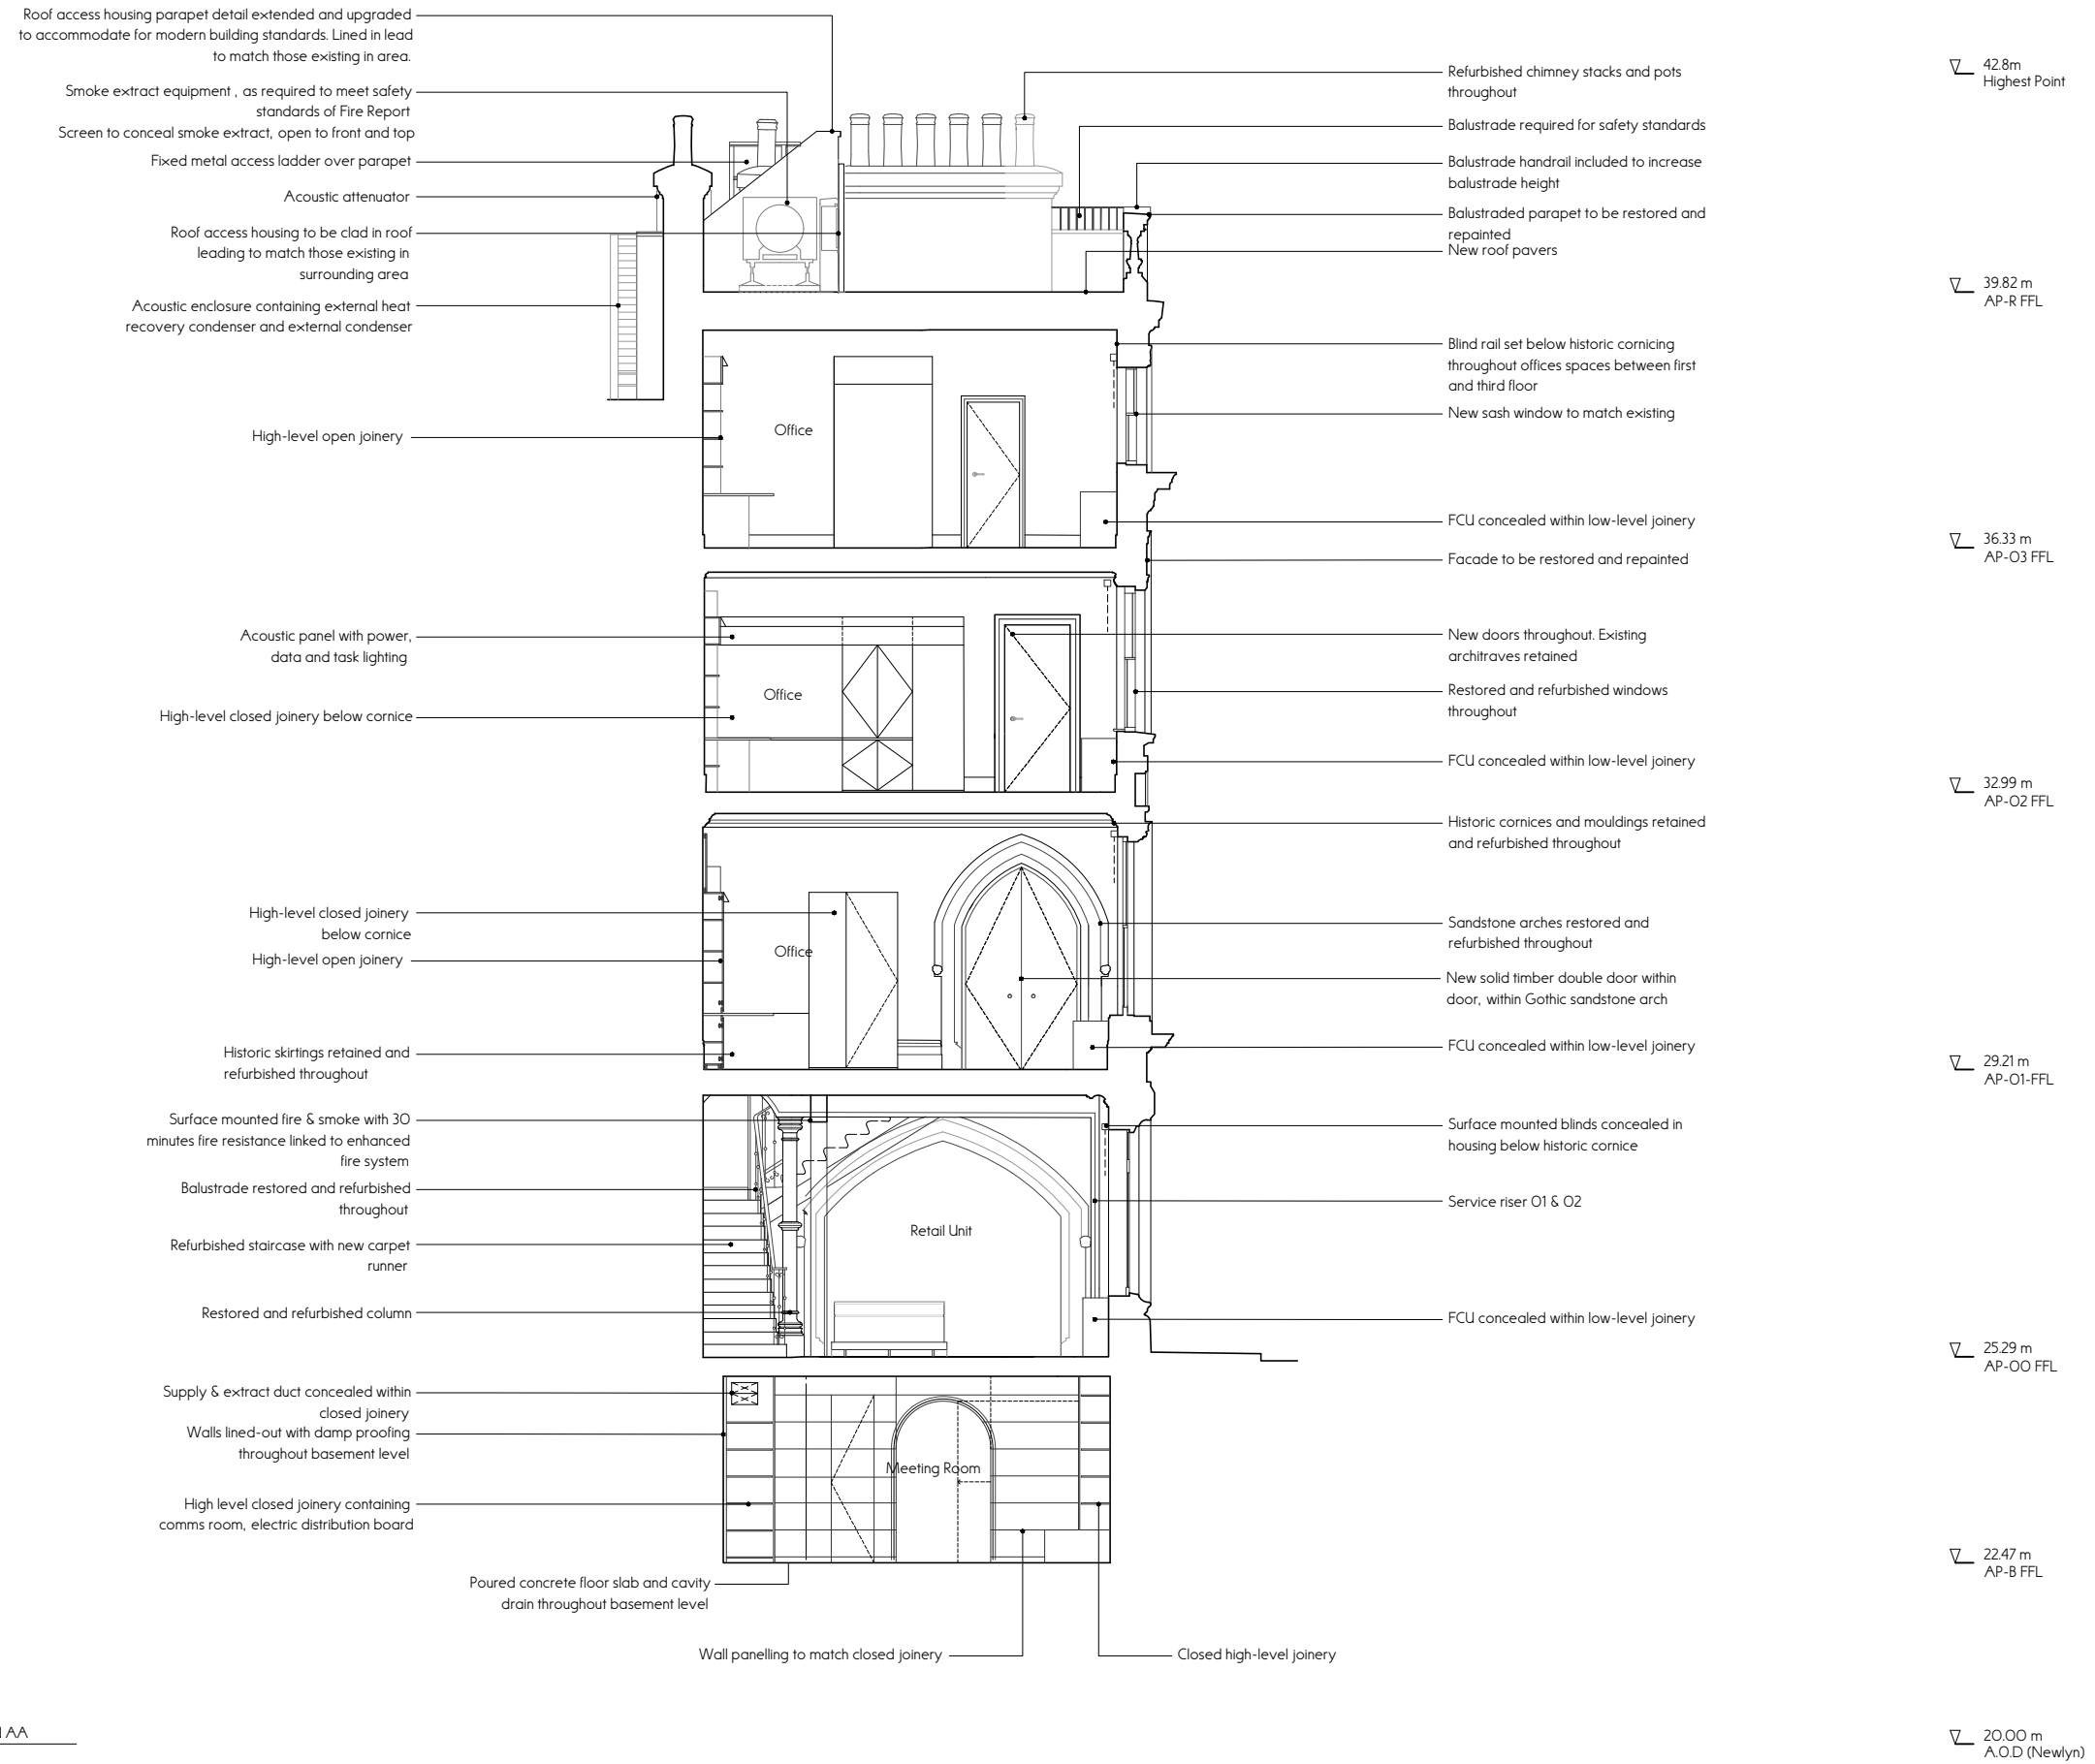 Roof access housing parapet detail extended and upgraded
to accommodate for modern building standards. Lined in lead
to match those existing in area.
Smoke extract equipment , as required to meet safety
standards of Fire Report
Screen to conceal smoke extract, open to front and top
Fixed metal access ladder over parapet
Acoustic attenuator
Roof access housing to be clad in roof
leading to match those existing in
surrounding area
Acoustic enclosure containing external heat
recovery condenser and external condenser
High-level open joinery
Acoustic panel with power,
data and task lighting
High-level closed joinery below cornice
High-level closed joinery
below cornice
High-level open joinery
Historic skirtings retained and
refurbished throughout
Surface mounted fire & smoke with 30
minutes fire resistance linked to enhanced
fire system
Balustrade restored and refurbished
throughout
Refurbished staircase with new carpet
runner
Restored and refurbished column
Supply & extract duct concealed within
closed joinery
Walls lined-out with damp proofing
throughout basement level
High level closed joinery containing
comms room, electric distribution board
Poured concrete floor slab and cavity
drain throughout basement level
Wall panelling to match closed joinery
Closed high-level joinery
Office
Office
Office
Retail Unit
Meeting Room
Refurbished chimney stacks and pots
throughout
Balustrade required for safety standards
Balustrade handrail included to increase
balustrade height
Balustraded parapet to be restored and
repainted
New roof pavers
Blind rail set below historic cornicing
throughout offices spaces between first
and third floor
New sash window to match existing
FCU concealed within low-level joinery
Facade to be restored and repainted
New doors throughout. Existing
architraves retained
Restored and refurbished windows
throughout
FCU concealed within low-level joinery
Historic cornices and mouldings retained
and refurbished throughout
Sandstone arches restored and
refurbished throughout
New solid timber double door within
door, within Gothic sandstone arch
FCU concealed within low-level joinery
Surface mounted blinds concealed in
housing below historic cornice
Service riser 01 & 02
FCU concealed within low-level joinery
42.8m
Highest Point
39.82 m
AP-R FFL
36.33 m
AP-03 FFL
32.99 m
AP-02 FFL
29.21 m
AP-01-FFL
25.29 m
AP-00 FFL
22.47 m
AP-B FFL
20.00 m
A.O.D (Newlyn)
AA